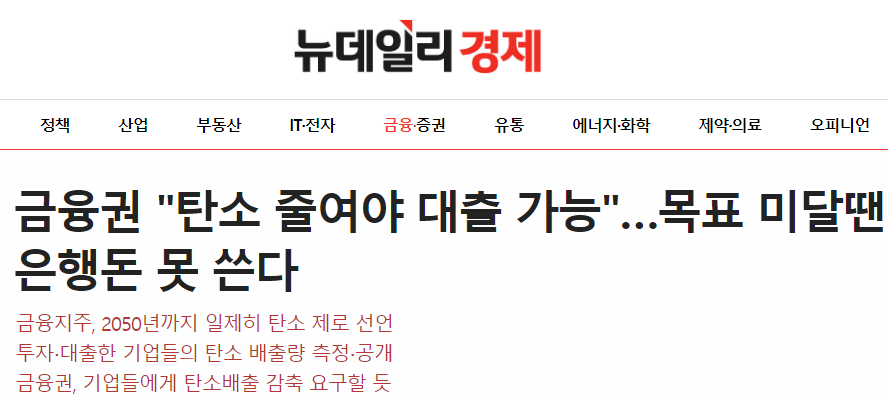 뉴데일리 경제
정책 산업 부동산 IT·전자 금융·증권 유통 에너지·화학 제약·의료 오피니언
금융권 "탄소 줄여야 대출 가능"…목표 미달땐
은행돈 못 쓴다
금융지주, 2050년까지 일제히 탄소 제로 선언
투자·대출한 기업들의 탄소 배출량 측정·공개
금융권, 기업들에게 탄소배출 감축 요구할 듯